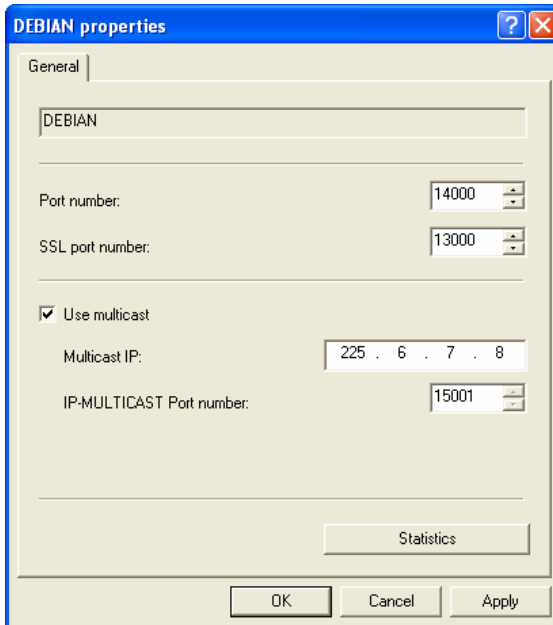 DEBIAN properties
General
DEBIAN
Port number: 14000
SSL port number: 13000
Use multicast
Multicast IP: 225 . 6 . 7 . 8
IP-MULTICAST Port number: 15001
Statistics
OK Cancel Apply